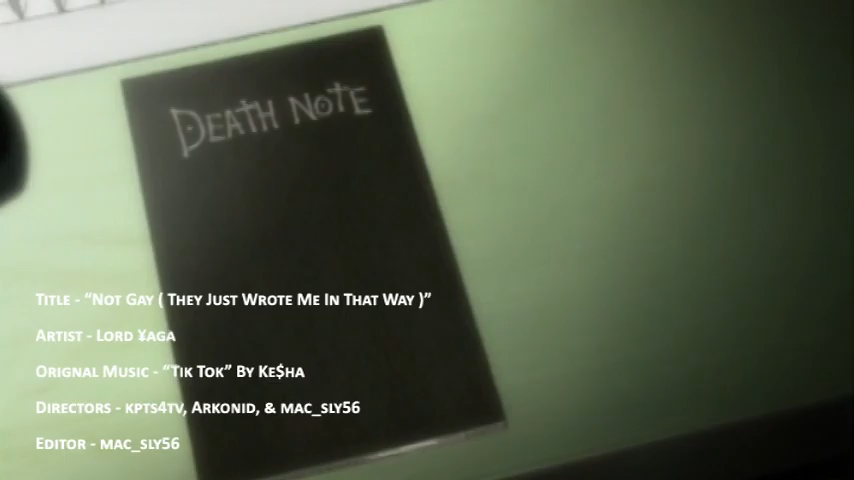 DEATH NOTE
Title - “Not Gay ( They Just Wrote Me In That Way )”
Artist - Lord ¥aga
Orignal Music - “Tik Tok” By Ke$ha
Directors - kpts4tv, Arkonid, & mac_sly56
Editor - mac_sly56